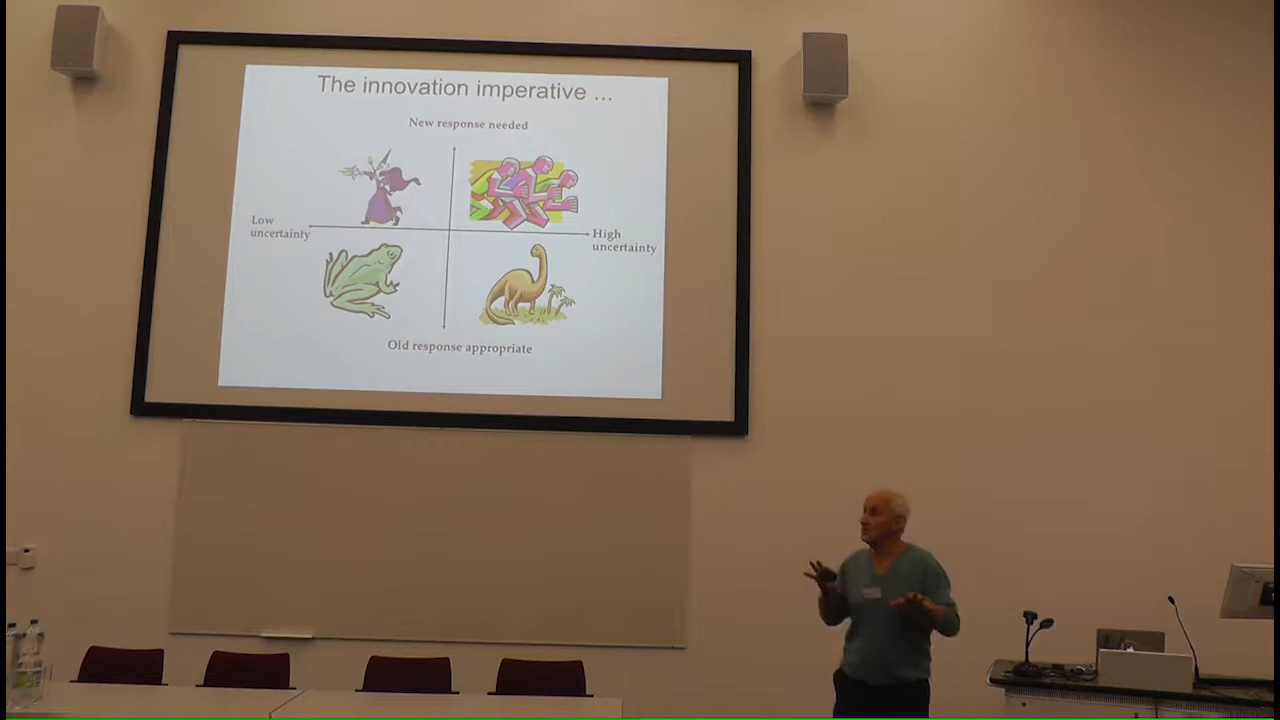 The innovation imperative ...
New response needed
Low
uncertainty
High
uncertainty
Old response appropriate